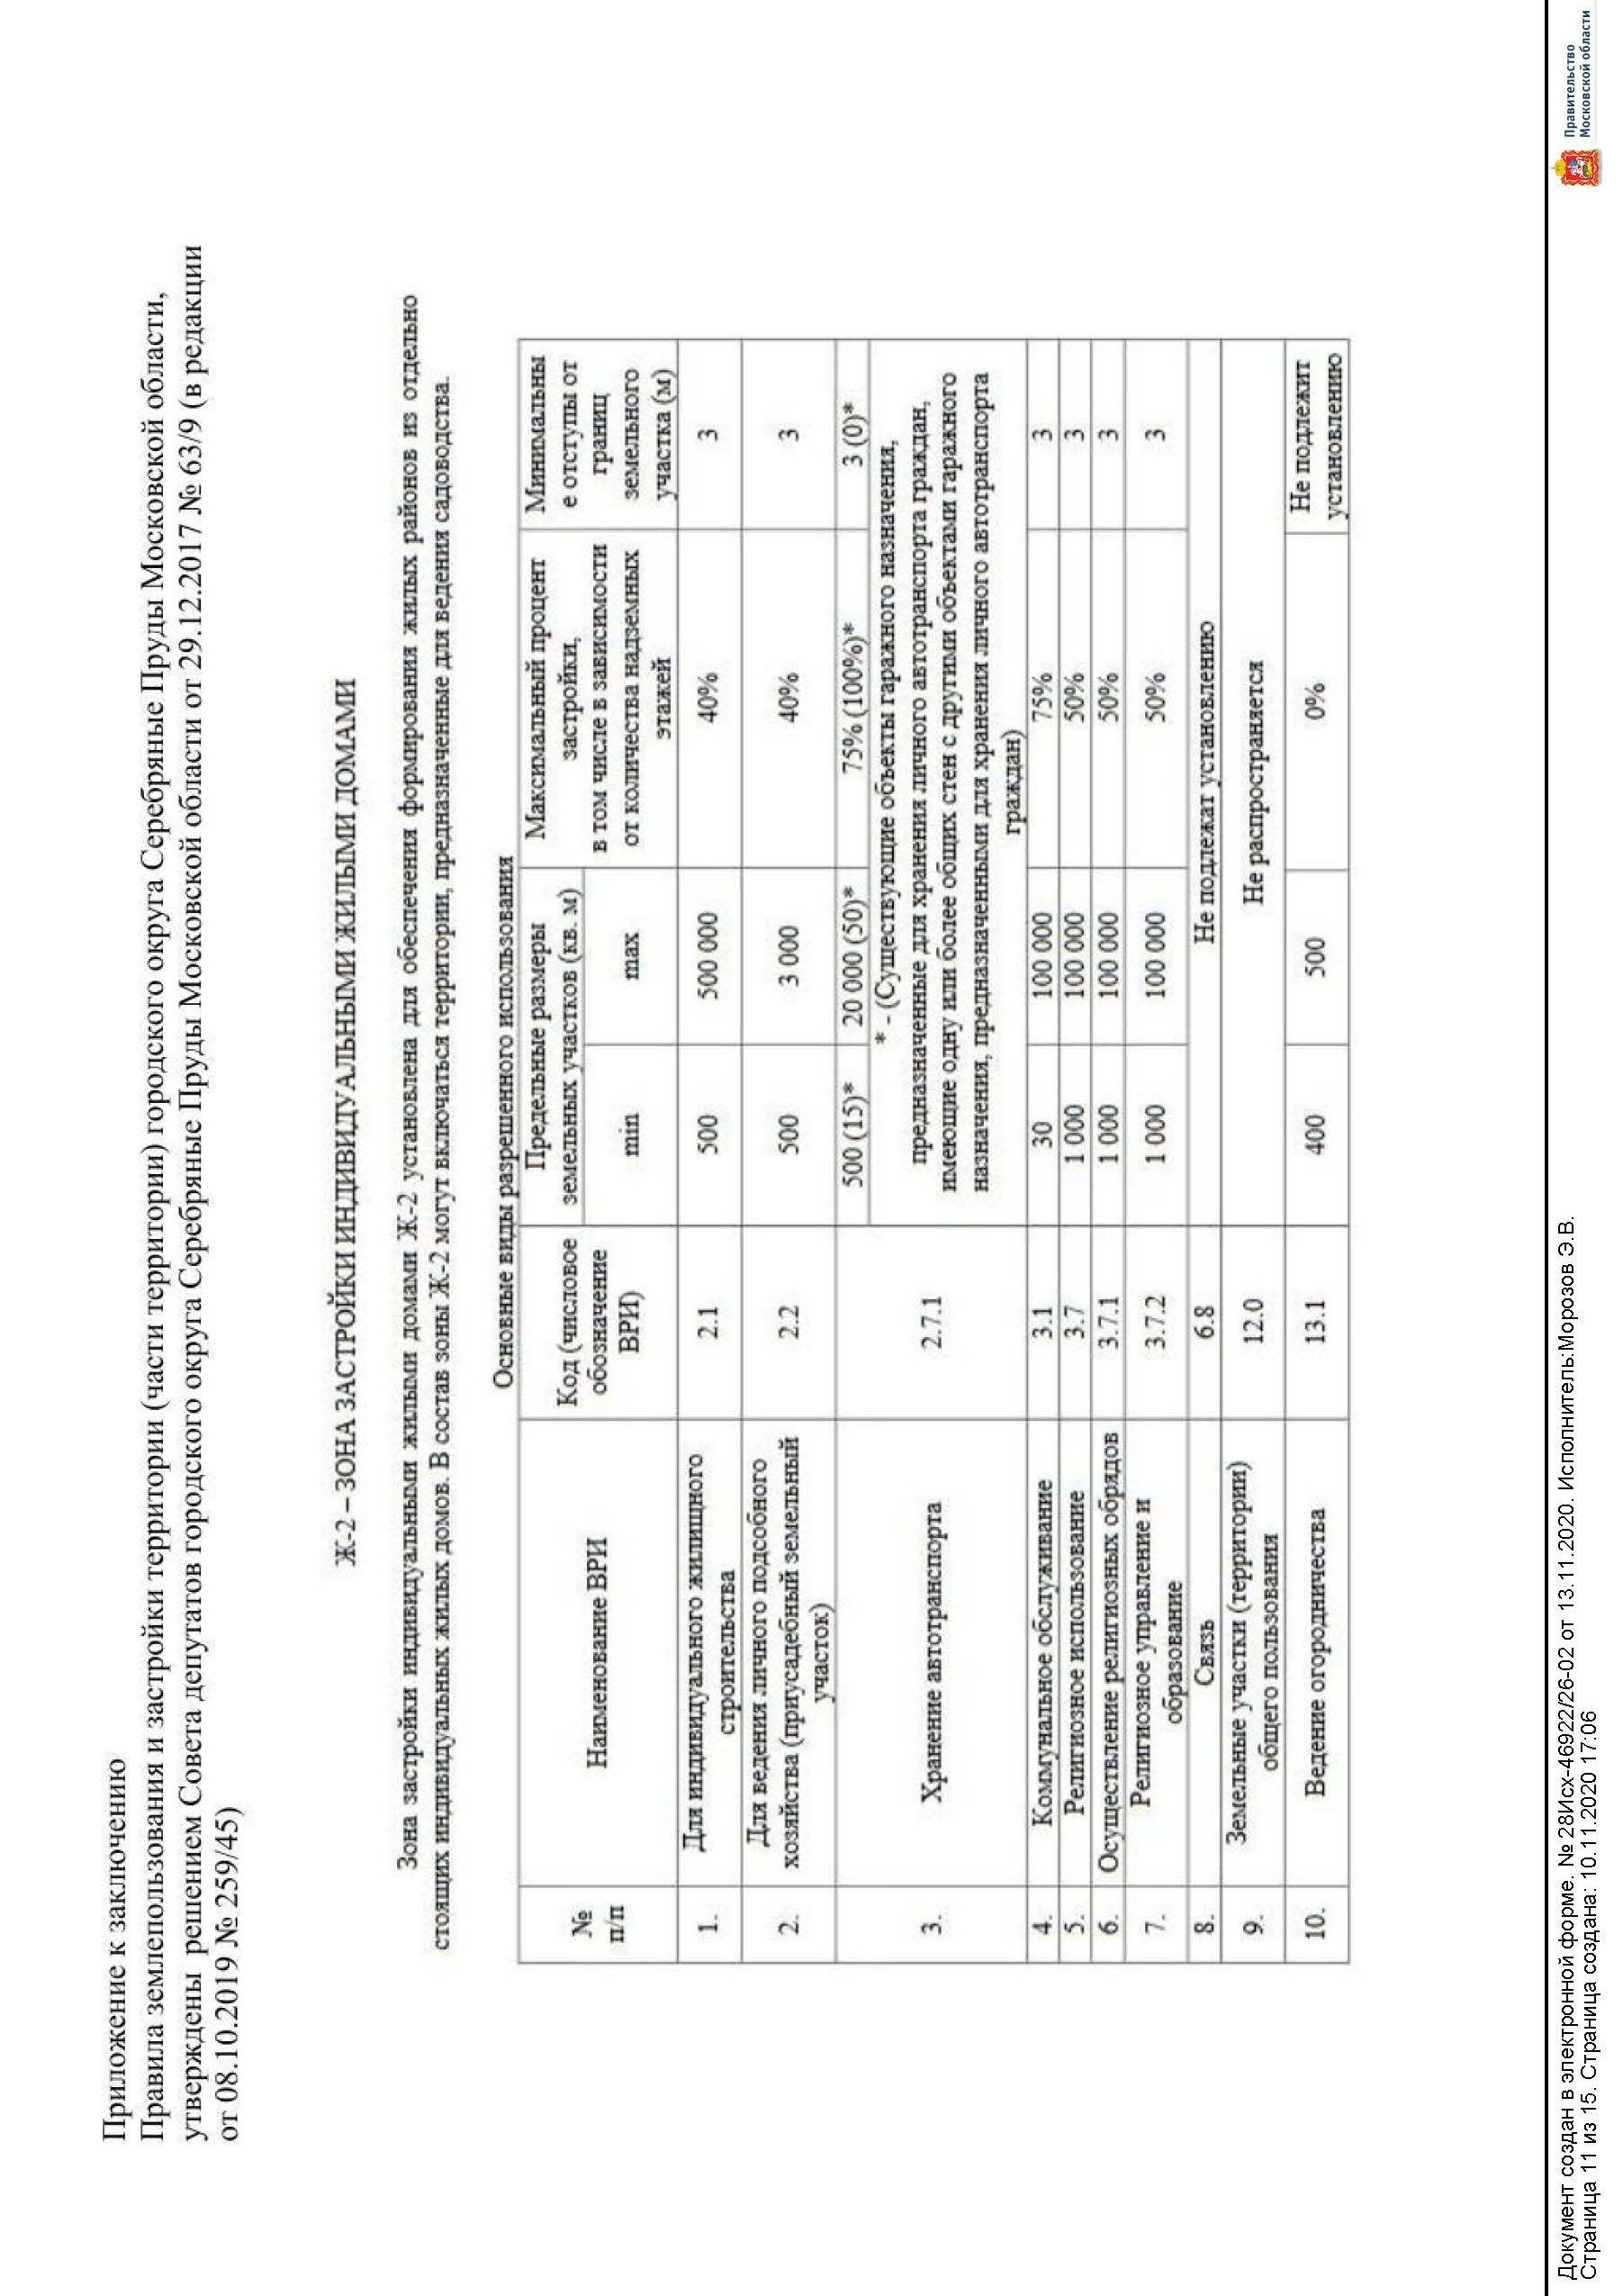 Приложение к заключению
Правила землепользования и застройки территории (части территории) городского округа Серебряные Пруды Московской области,
утверждены решением Совета депутатов городского округа Серебряные Пруды Московской области от 29.12.2017 № 63/9 (в редакции
от 08.10.2019 № 259/45)
Ж-2 – ЗОНА ЗАСТРОЙКИ ИНДИВИДУАЛЬНЫМИ ЖИЛЫМИ ДОМАМИ
Зона застройки индивидуальными жилыми домами Ж-2 установлена для обеспечения формирования жилых районов из отдельно
стоящих индивидуальных жилых домов. В состав зоны Ж-2 могут включаться территории, предназначенные для ведения садоводства.
Основные виды разрешенного использования
№
п/п
Наименование ВРИ
Код (числовое
обозначение
ВРИ)
Предельные размеры
земельных участков (кв. м)
min
max
Максимальный процент
застройки,
в том числе в зависимости
от количества надземных
этажей
Минимальны
е отступы от
границ
земельного
участка (м)
1.
Для индивидуального жилищного
строительства
2.1
500
500 000
40%
3
2.
Для ведения личного подсобного
хозяйства (приусадебный земельный
участок)
2.2
500
3 000
40%
3
3.
Хранение автотранспорта
2.7.1
500 (15)*
20 000 (50)*
75% (100%)*
3 (0)*
* - (Существующие объекты гаражного назначения,
предназначенные для хранения личного автотранспорта граждан,
имеющие одну или более общих стен с другими объектами гаражного
назначения, предназначенными для хранения личного автотранспорта
граждан)
4.
Коммунальное обслуживание
3.1
30
100 000
75%
3
5.
Религиозное использование
3.7
1 000
100 000
50%
3
6.
Осуществление религиозных обрядов
3.7.1
1 000
100 000
50%
3
7.
Религиозное управление и
образование
3.7.2
1 000
100 000
50%
3
8.
Связь
6.8
Не подлежат установлению
9.
Земельные участки (территории)
общего пользования
12.0
Не распространяется
10.
Ведение огородничества
13.1
400
500
0%
Не подлежит
установлению
Документ создан в электронной форме. № 28Исх-46922/26-02 от 13.11.2020. Исполнитель:Морозов Э.В.
Страница 11 из 15. Страница создана: 10.11.2020 17:06
Правительство
Московской области